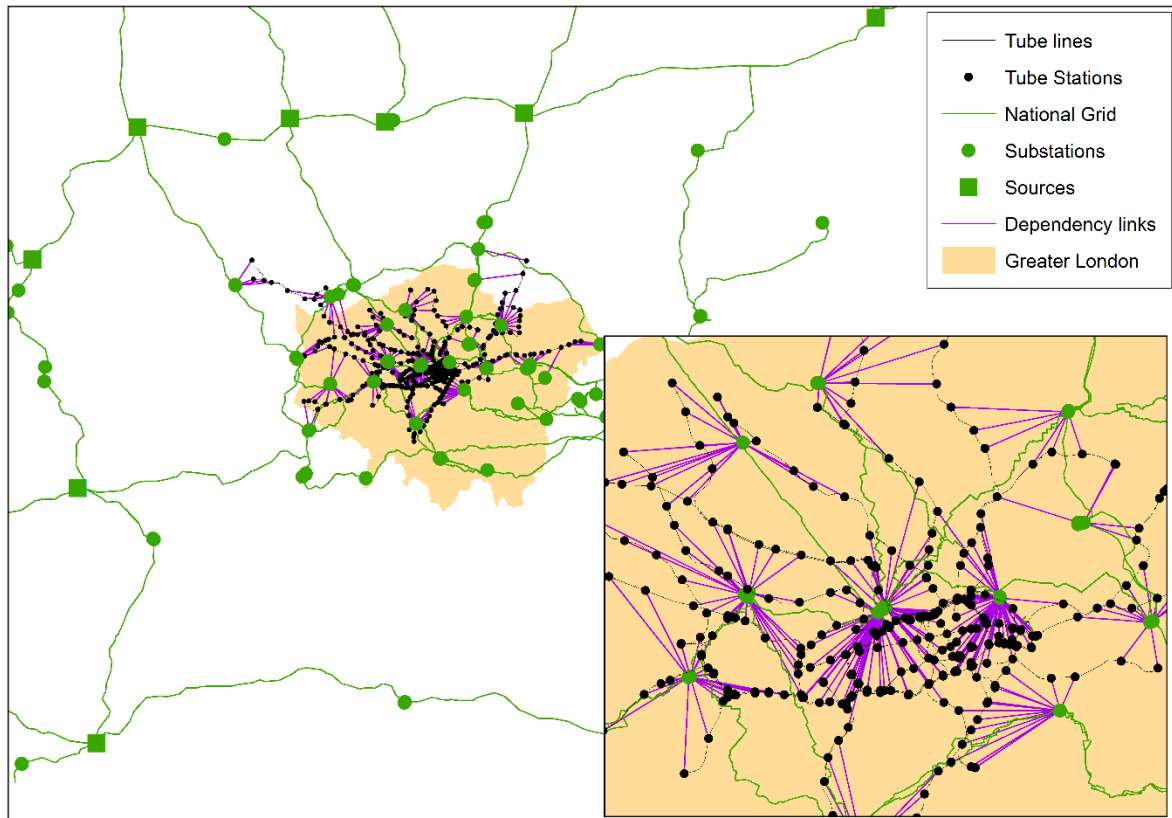 Tube lines
Tube Stations
National Grid
Substations
Sources
Dependency links
Greater London